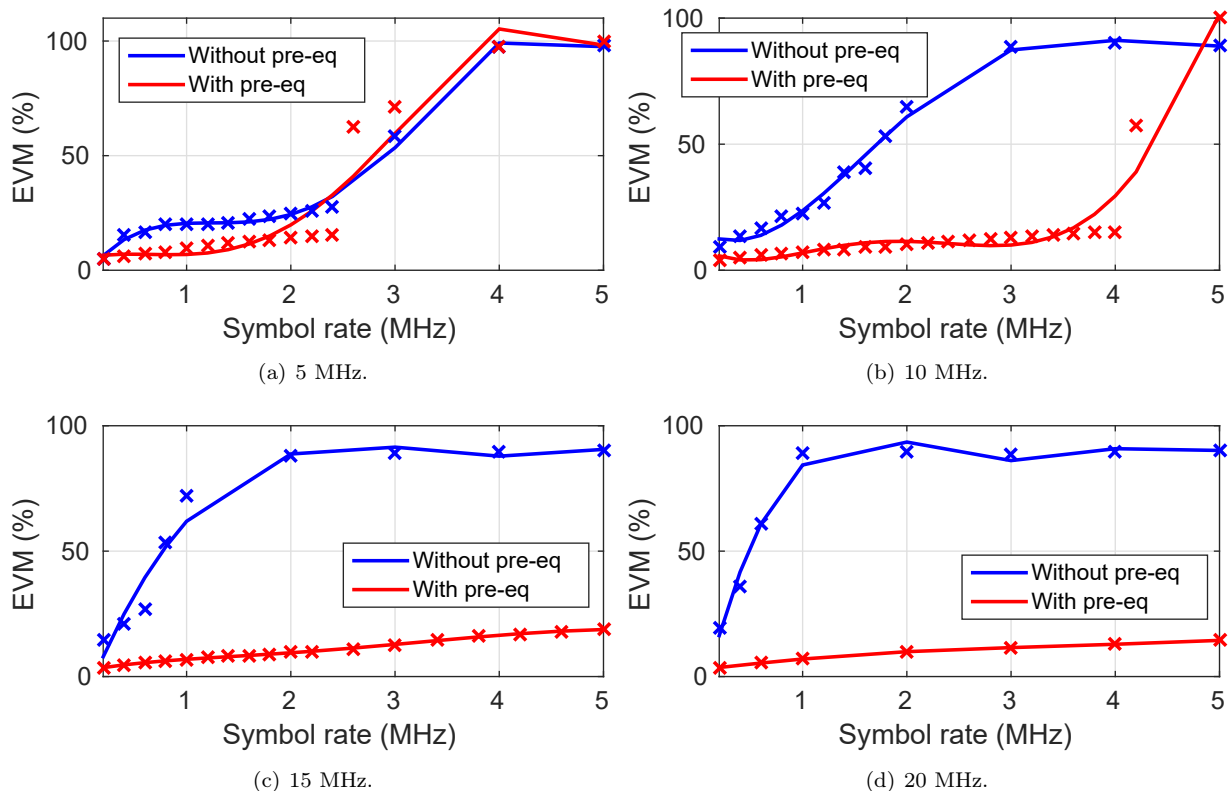 100
50
0
EVM (%)
Without pre-eq
With pre-eq
1 2 3 4 5
Symbol rate (MHz)
(a) 5 MHz.
100
50
0
EVM (%)
Without pre-eq
With pre-eq
1 2 3 4 5
Symbol rate (MHz)
(b) 10 MHz.
100
50
0
EVM (%)
Without pre-eq
With pre-eq
1 2 3 4 5
Symbol rate (MHz)
(c) 15 MHz.
100
50
0
EVM (%)
Without pre-eq
With pre-eq
1 2 3 4 5
Symbol rate (MHz)
(d) 20 MHz.